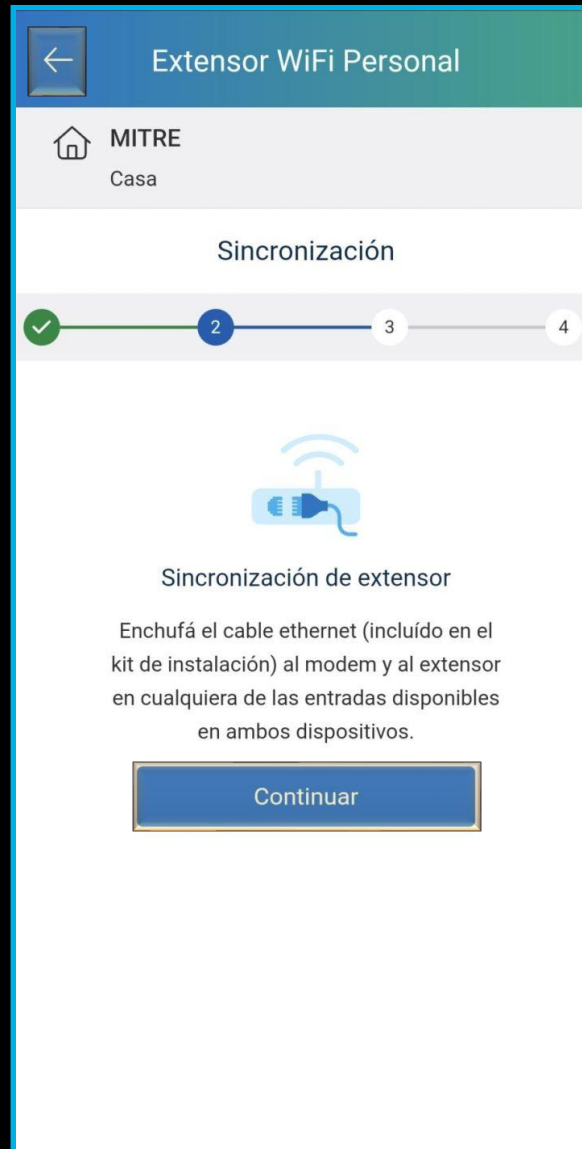 Extensor WiFi Personal
MITRE
Casa
Sincronización
2
3
4
Sincronización de extensor
Enchufá el cable ethernet (incluído en el
kit de instalación) al modem y al extensor
en cualquiera de las entradas disponibles
en ambos dispositivos.
Continuar